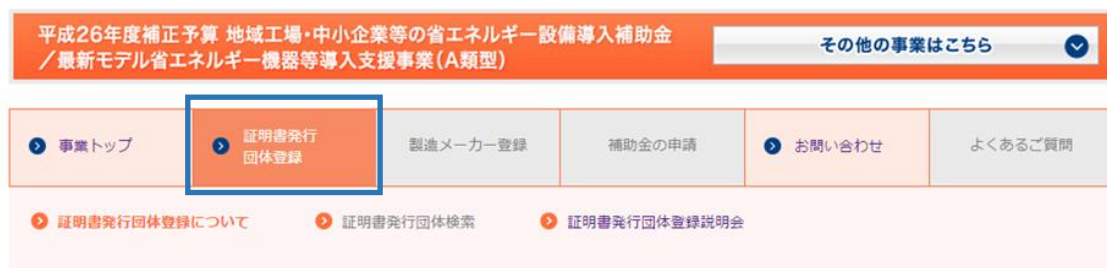 平成26年度補正予算 地域工場・中小企業等の省エネルギー設備導入補助金
／最新モデル省エネルギー機器等導入支援事業（A類型）
その他の事業はこちら
事業トップ
証明書発行
団体登録
製造メーカー登録
補助金の申請
お問い合わせ
よくあるご質問
証明書発行団体登録について
証明書発行団体検索
証明書発行団体登録説明会